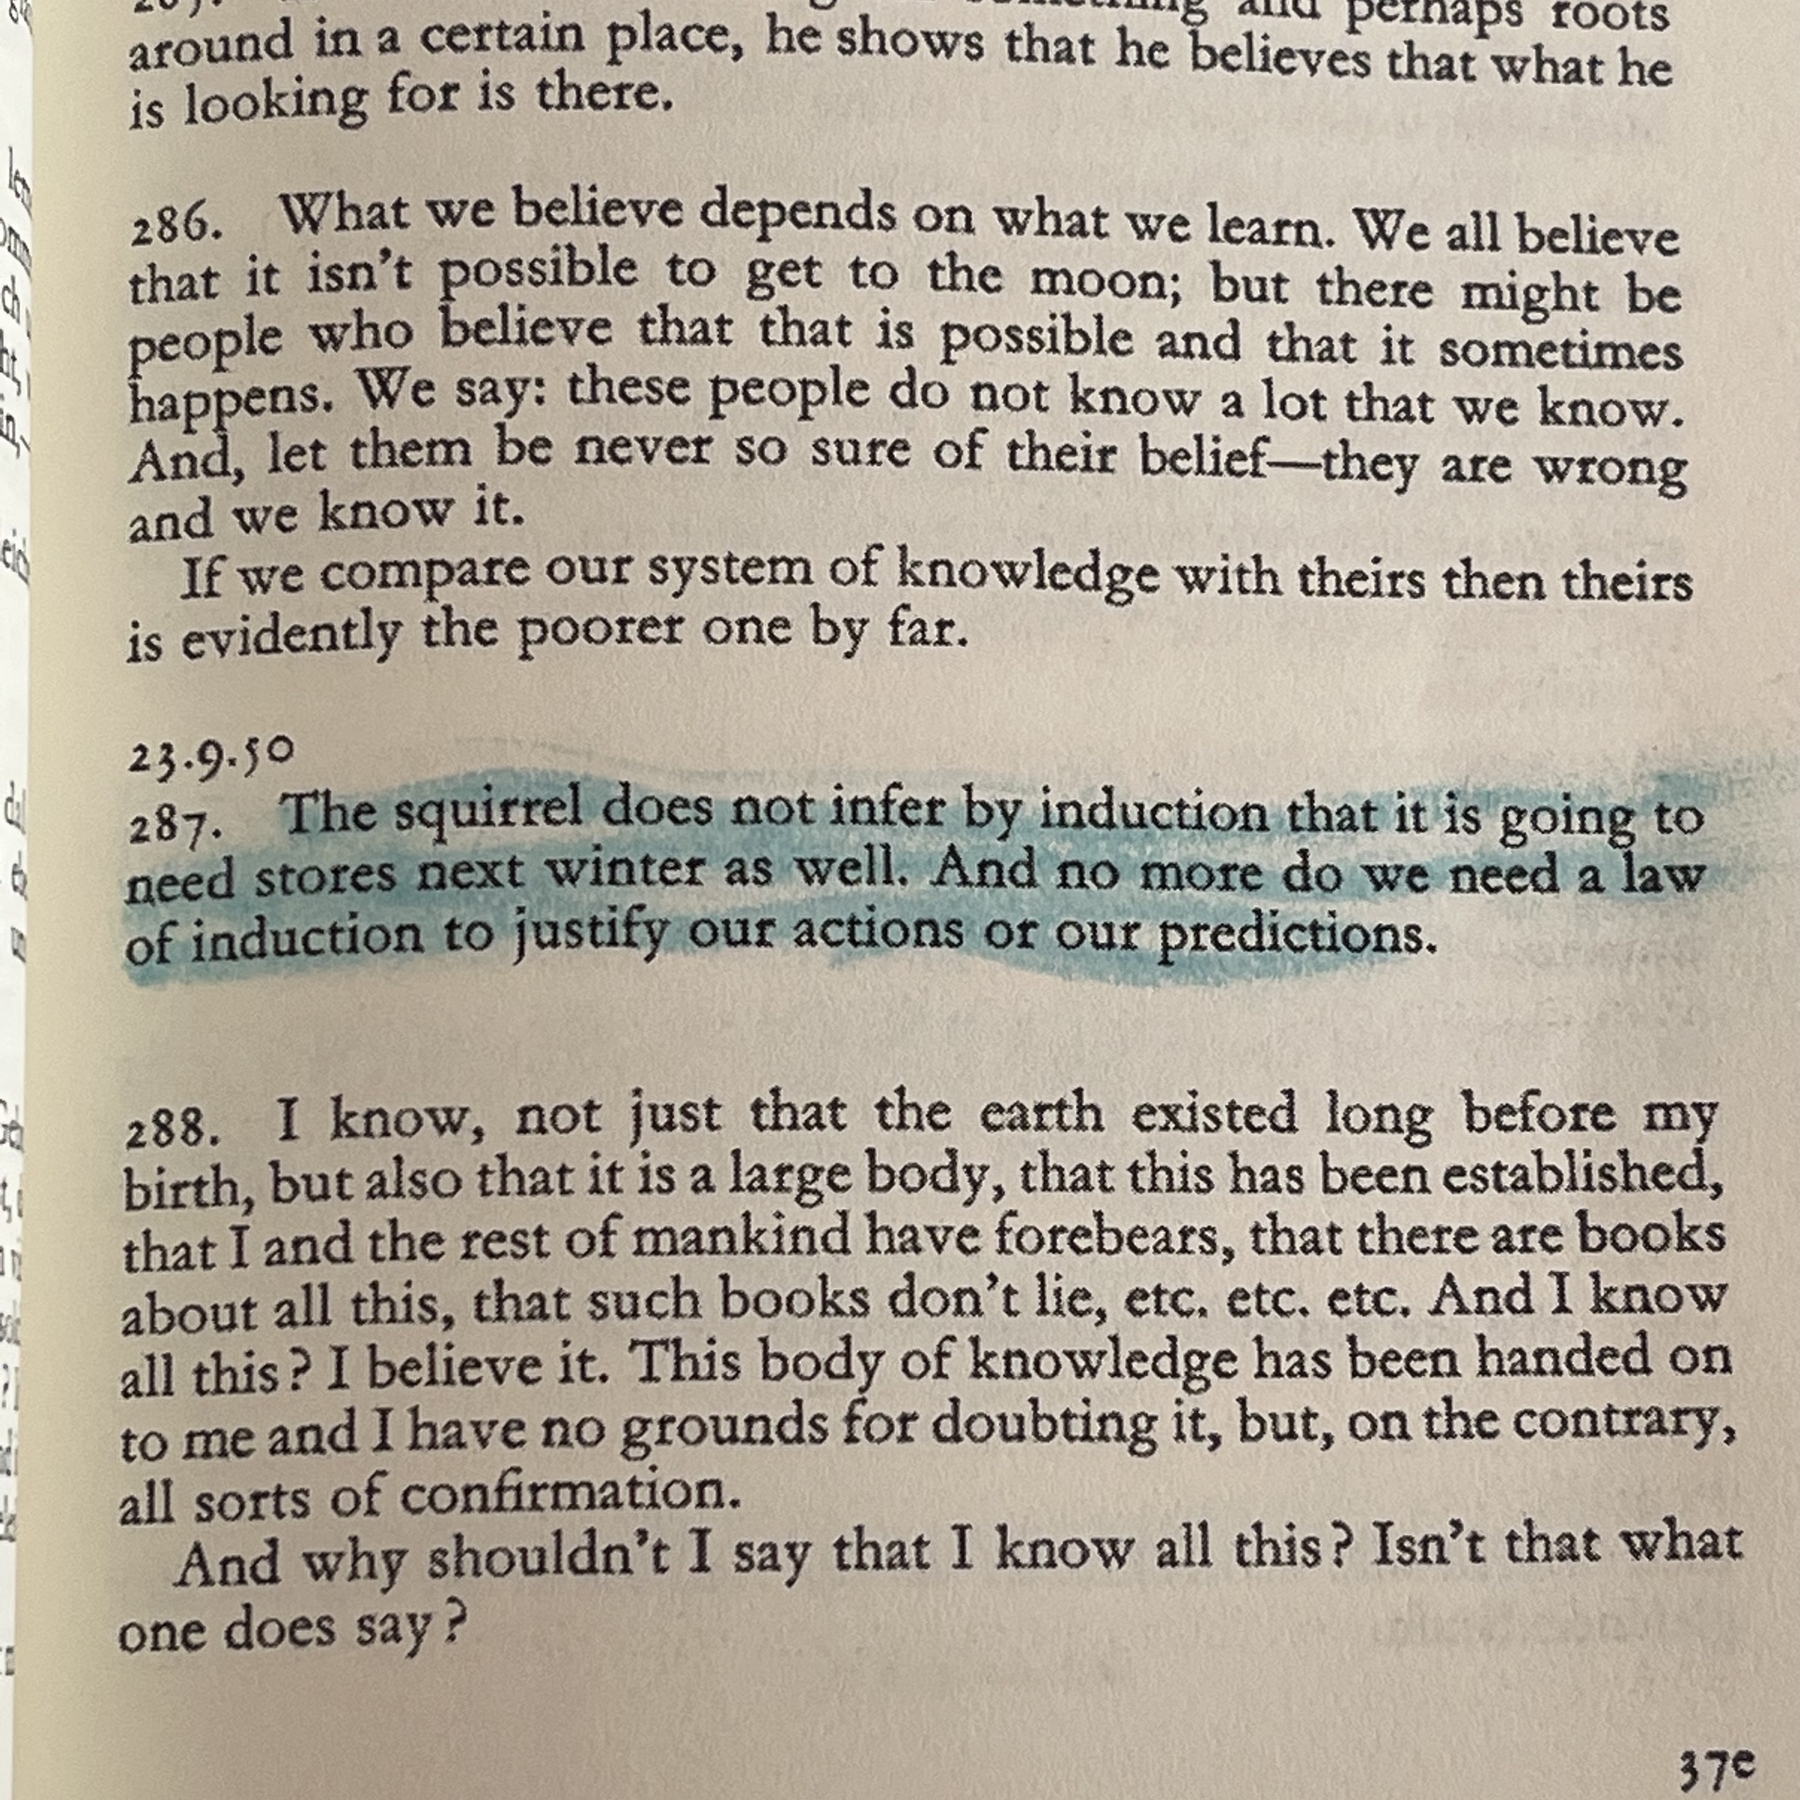 and perhaps roots
around in a certain place, he shows that he believes that what he
is looking for is there.
286. What we believe depends on what we learn. We all believe
that it isn't possible to get to the moon; but there might be
people who believe that that is possible and that it sometimes
happens. We say: these people do not know a lot that we know.
And, let them be never so sure of their belief—they are wrong
and we know it.
If we compare our system of knowledge with theirs then theirs
is evidently the poorer one by far.
23.9.50
287. The squirrel does not infer by induction that it is going to
need stores next winter as well. And no more do we need a law
of induction to justify our actions or our predictions.
288. I know, not just that the earth existed long before my
birth, but also that it is a large body, that this has been established,
that I and the rest of mankind have forebears, that there are books
about all this, that such books don't lie, etc. etc. etc. And I know
all this? I believe it. This body of knowledge has been handed on
to me and I have no grounds for doubting it, but, on the contrary,
all sorts of confirmation.
And why shouldn't I say that I know all this? Isn't that what
one does say?
37e